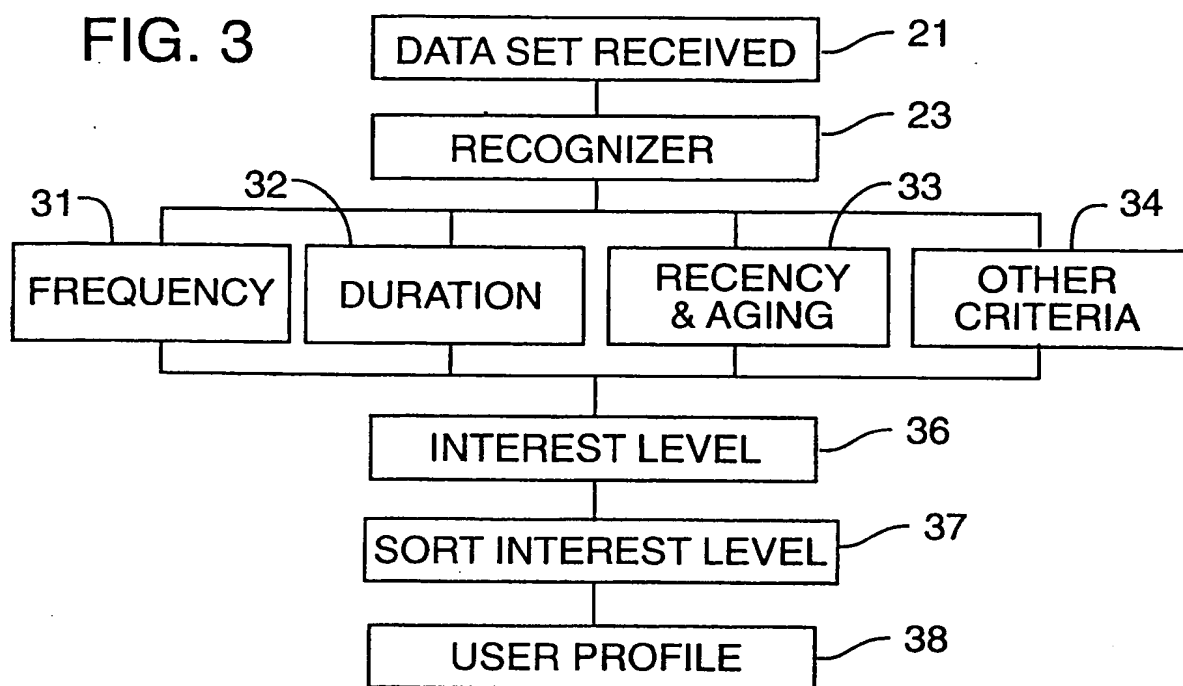 FIG. 3
DATA SET RECEIVED
21
RECOGNIZER
23
31
32
33
34
FREQUENCY
DURATION
RECENCY
& AGING
OTHER
CRITERIA
INTEREST LEVEL
36
SORT INTEREST LEVEL
37
USER PROFILE
38